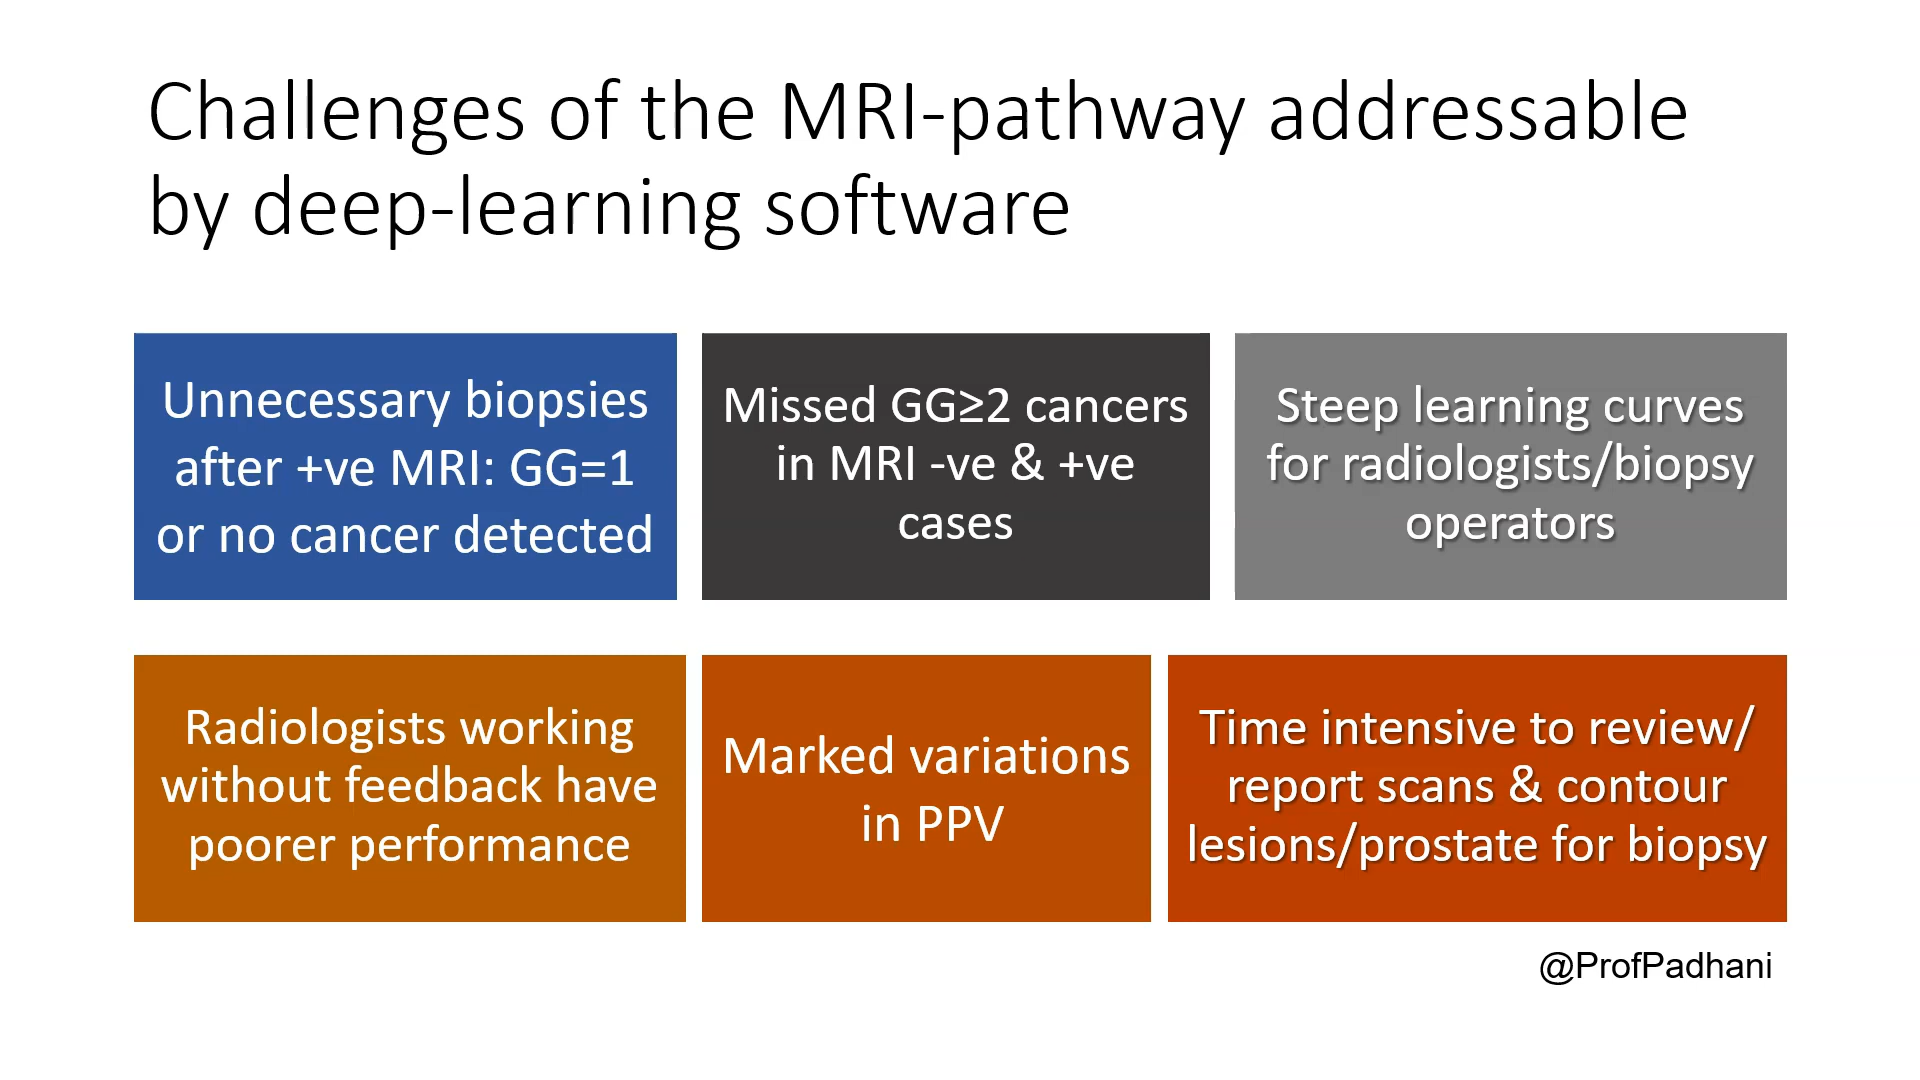 Challenges of the MRI-pathway addressable
by deep-learning software
Unnecessary biopsies
after +ve MRI: GG=1
or no cancer detected
Missed GG≥2 cancers
in MRI -ve & +ve
cases
Steep learning curves
for radiologists/biopsy
operators
Radiologists working
without feedback have
poorer performance
Marked variations
in PPV
Time intensive to review/
report scans & contour
lesions/prostate for biopsy
@ProfPadhani